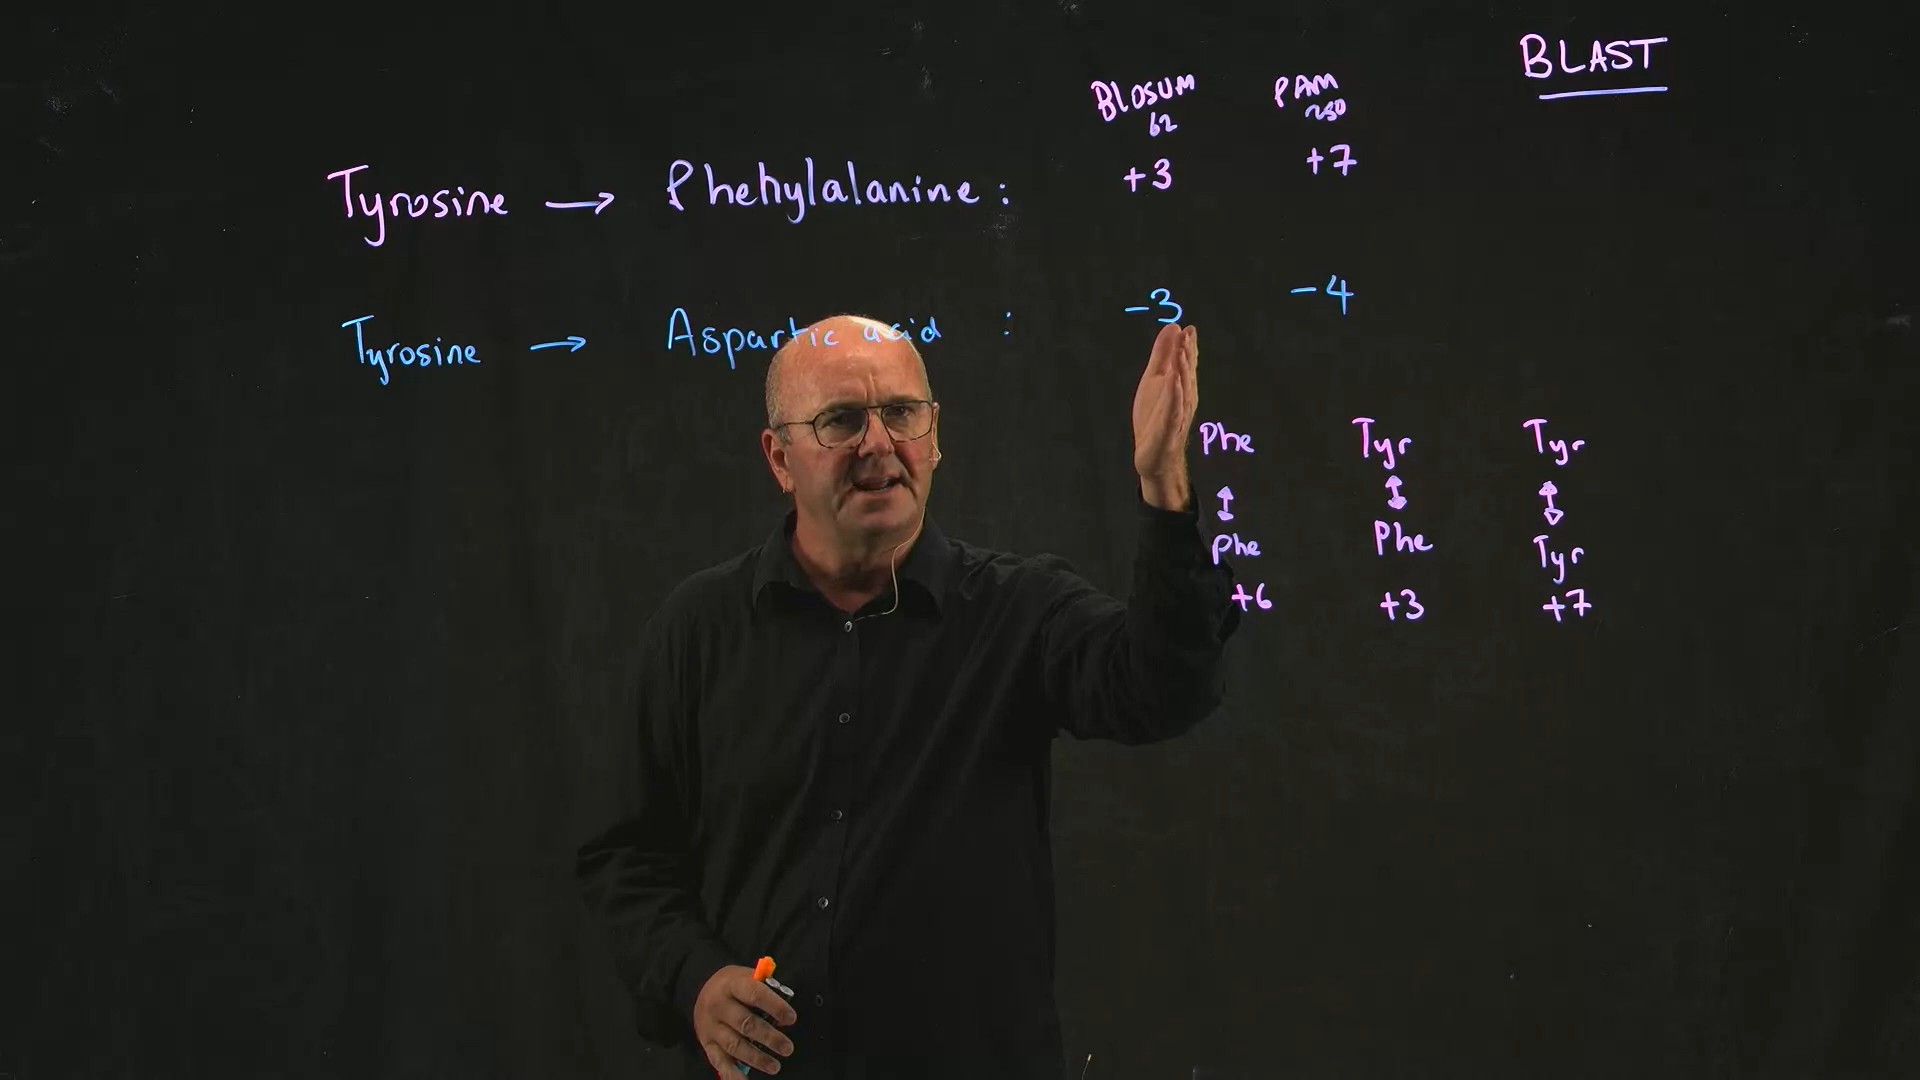 BLAST
BLOSUM 62
PAM 250
Tyrosine → Phenylalanine : +3 +7
Tyrosine → Aspartic acid : -3 -4
Phe Tyr Tyr
↕ ↕ ↕
Phe Phe Tyr
+6 +3 +7